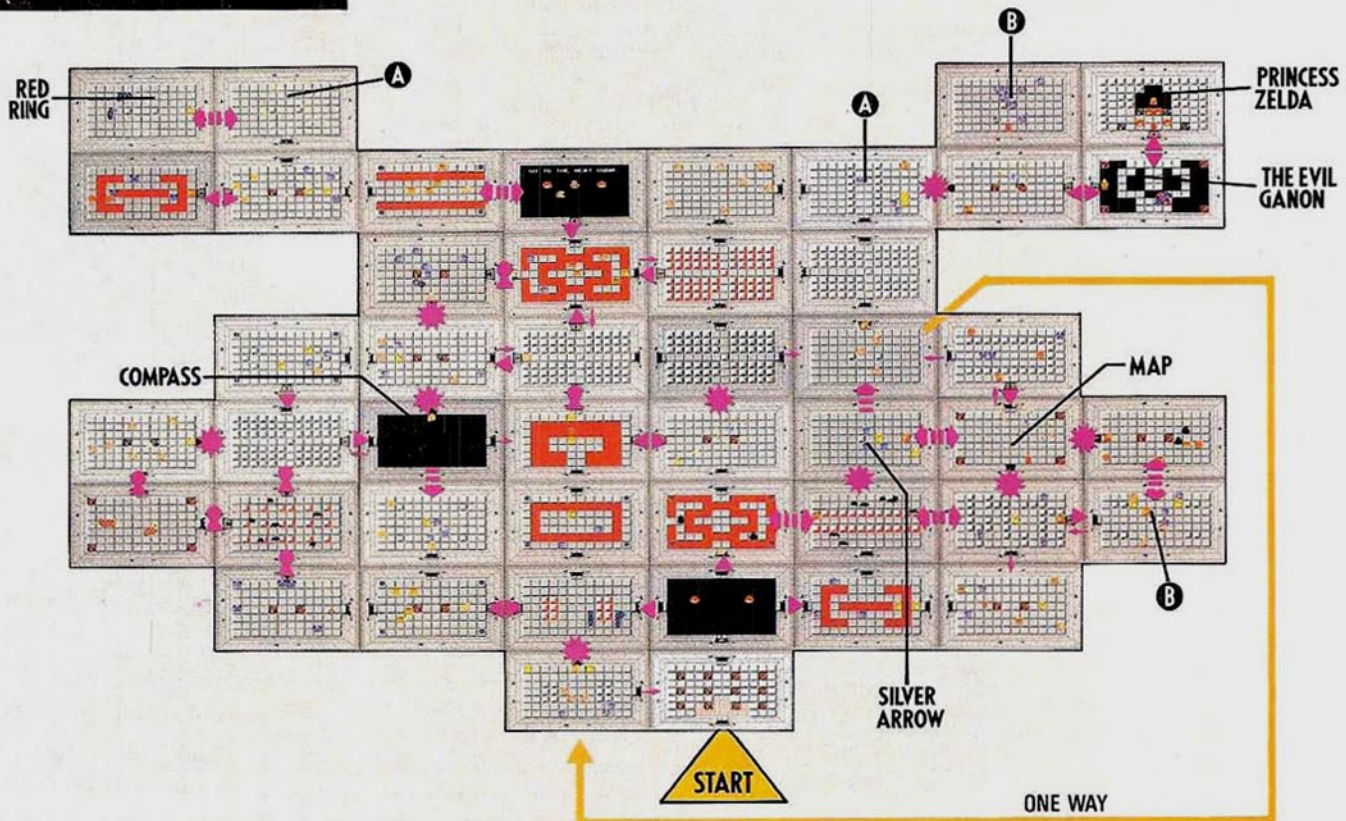 B
RED
RING
A
A
PRINCESS
ZELDA
THE EVIL
GANON
COMPASS
MAP
B
SILVER
ARROW
START
ONE WAY